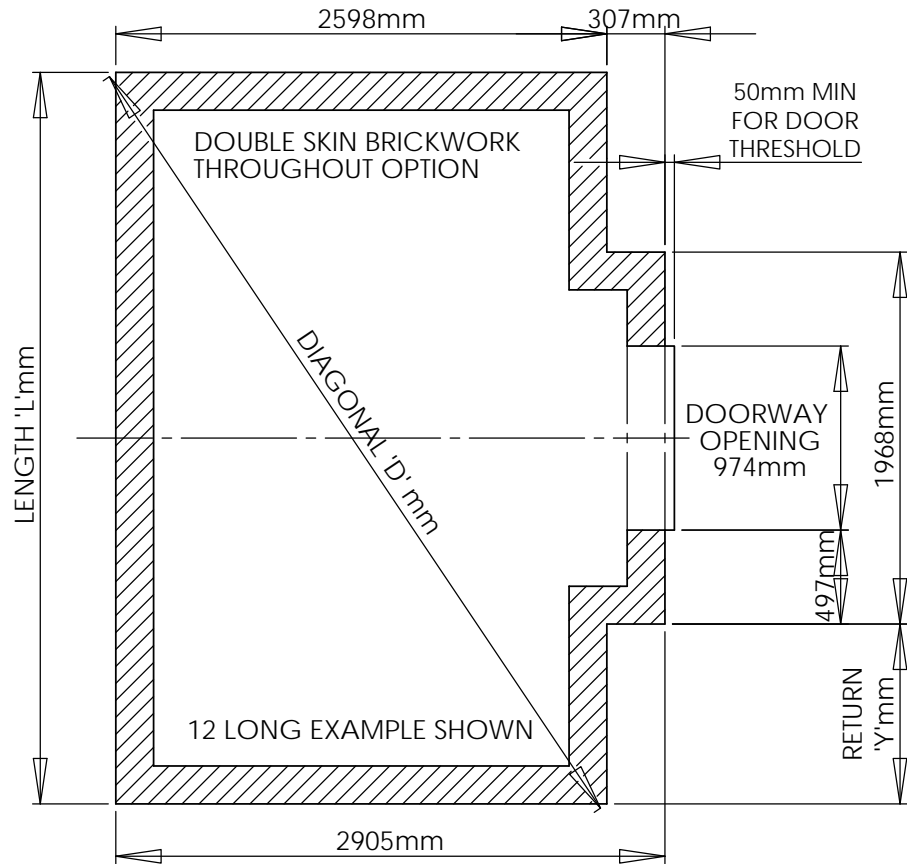 2598mm
307mm
50mm MIN
FOR DOOR
THRESHOLD
DOUBLE SKIN BRICKWORK
THROUGHOUT OPTION
LENGTH 'L'mm
DIAGONAL 'D' mm
DOORWAY
OPENING
974mm
1968mm
497mm
RETURN
'Y'mm
12 LONG EXAMPLE SHOWN
2905mm